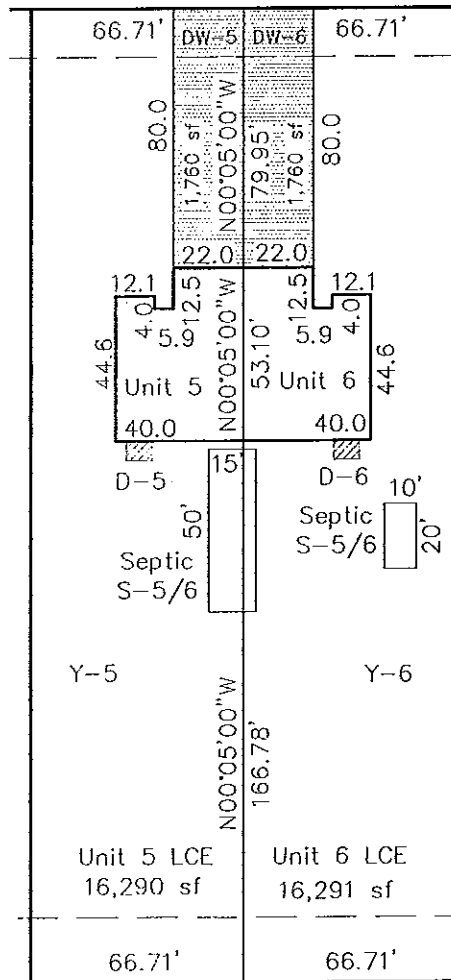 66.71'
DW-5
DW-6
66.71'
80.0
1,760 sf
N00°05'00"W
79.95'
1,760 sf
80.0
22.0
22.0
12.1
4.0
5.9
12.5
N00°05'00"W
53.10'
12.5
5.9
4.0
12.1
44.6
Unit 5
Unit 6
44.6
40.0
40.0
D-5
15'
D-6
50'
Septic
S-5/6
Septic
S-5/6
10'
20'
Y-5
Y-6
N00°05'00"W
166.78'
Unit 5 LCE
16,290 sf
Unit 6 LCE
16,291 sf
66.71'
66.71'